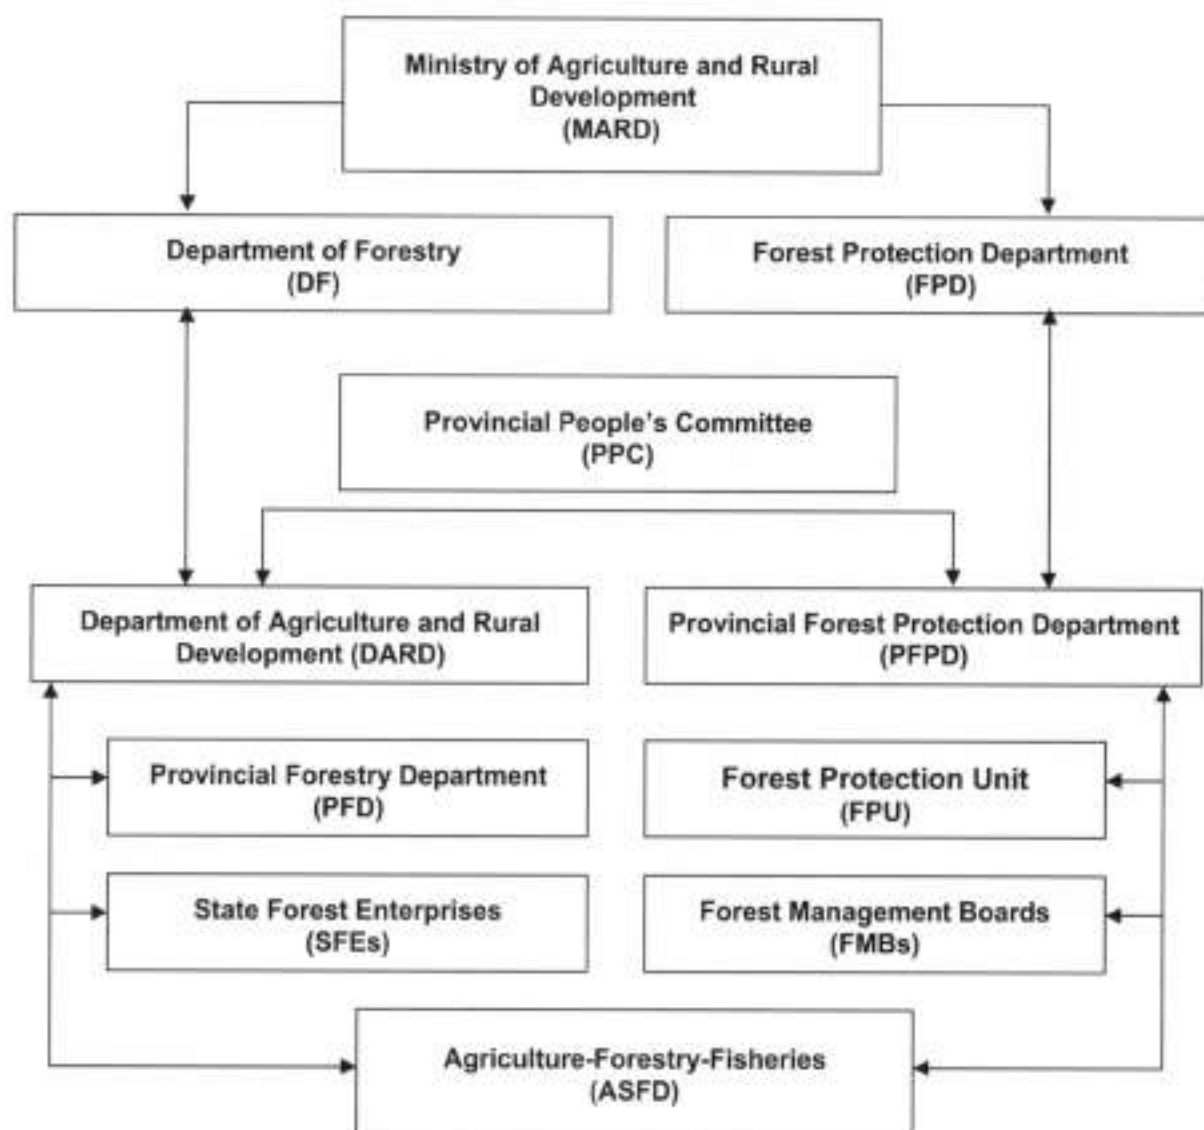 Ministry of Agriculture and Rural
Development
(MARD)
Department of Forestry
(DF)
Forest Protection Department
(FPD)
Provincial People's Committee
(PPC)
Department of Agriculture and Rural
Development (DARD)
Provincial Forest Protection Department
(PFPD)
Provincial Forestry Department
(PFD)
Forest Protection Unit
(FPU)
State Forest Enterprises
(SFEs)
Forest Management Boards
(FMBs)
Agriculture-Forestry-Fisheries
(ASFD)